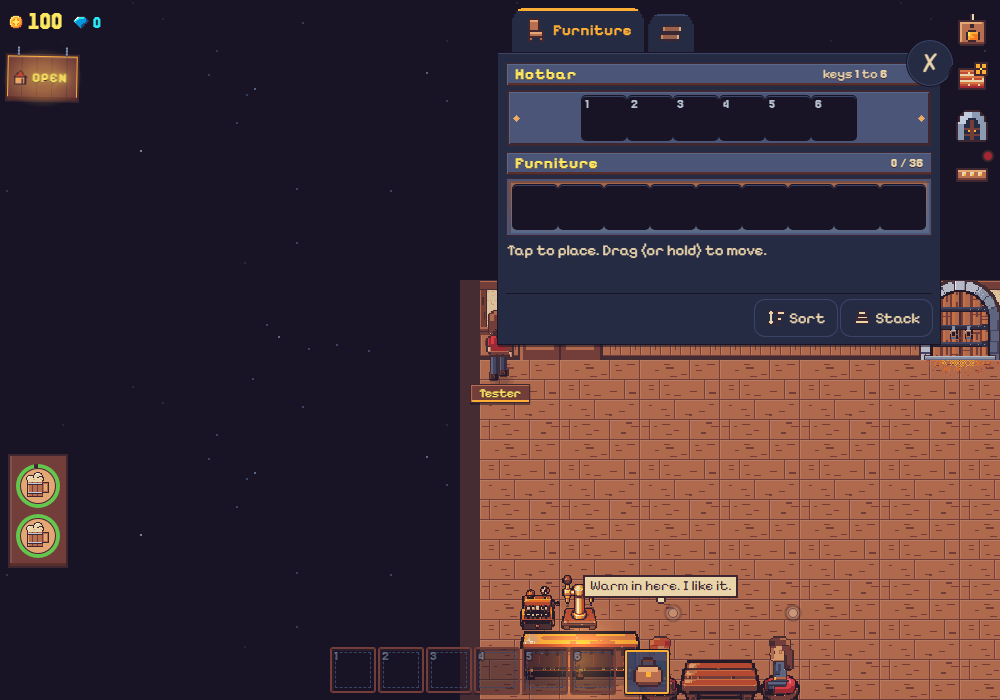 100 0
OPEN
Furniture
X
Hotbar keys 1 to 6
1 2 3 4 5 6
Furniture 0 / 36
Tap to place. Drag (or hold) to move.
Sort Stack
Tester
Warm in here. I like it.
1 2 3 4 5 6